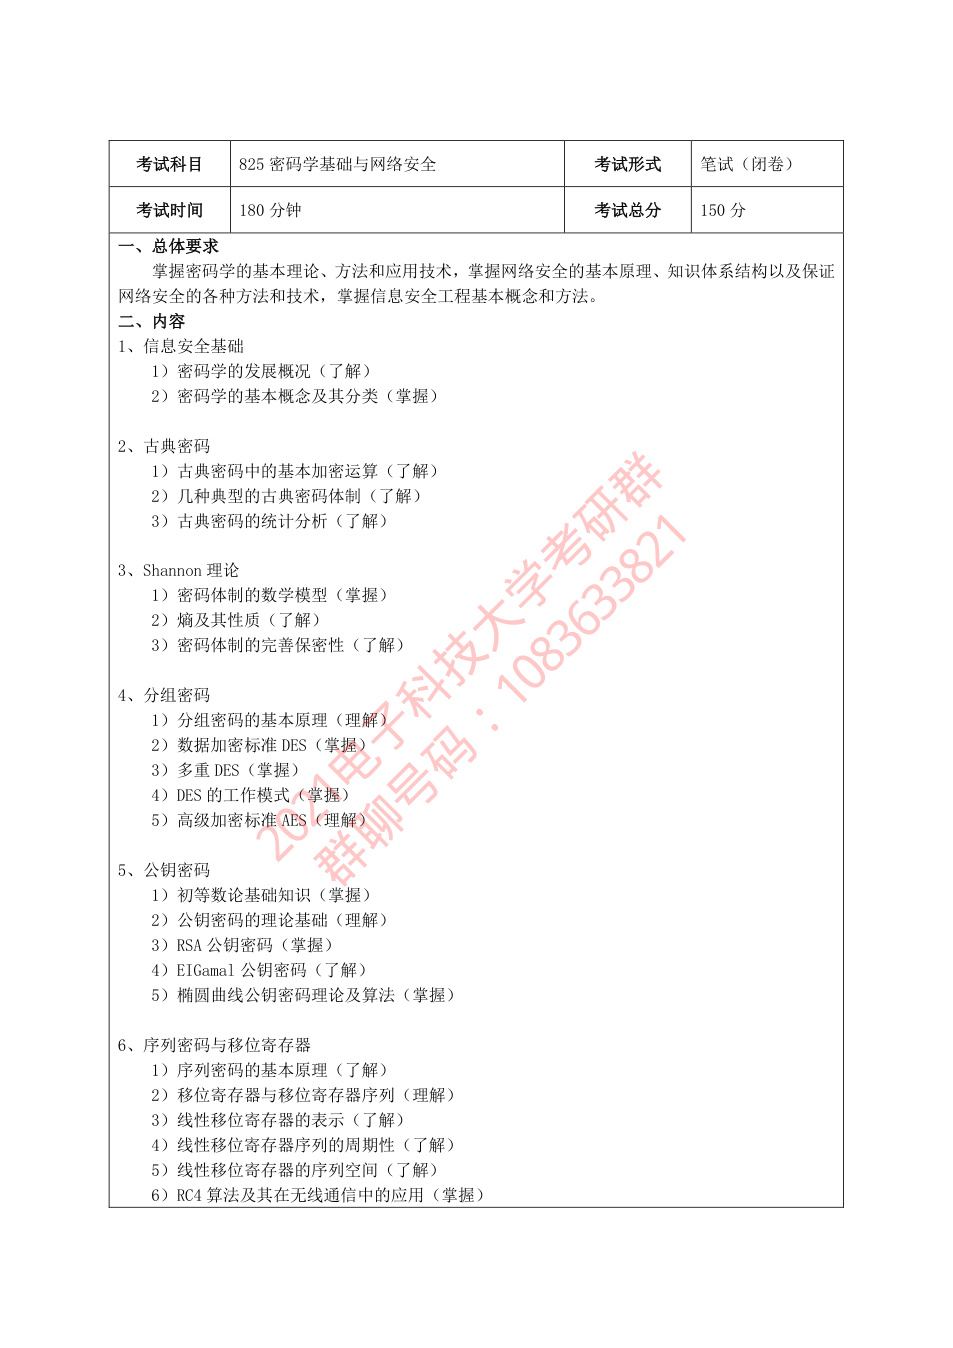 考试科目 825 密码学基础与网络安全 考试形式 笔试（闭卷）
考试时间 180 分钟 考试总分 150 分
一、总体要求
掌握密码学的基本理论、方法和应用技术，掌握网络安全的基本原理、知识体系结构以及保证
网络安全的各种方法和技术，掌握信息安全工程基本概念和方法。
二、内容
1、信息安全基础
1）密码学的发展概况（了解）
2）密码学的基本概念及其分类（掌握）
2、古典密码
1）古典密码中的基本加密运算（了解）
2）几种典型的古典密码体制（了解）
3）古典密码的统计分析（了解）
3、Shannon 理论
1）密码体制的数学模型（掌握）
2）熵及其性质（了解）
3）密码体制的完善保密性（了解）
4、分组密码
1）分组密码的基本原理（理解）
2）数据加密标准 DES（掌握）
3）多重 DES（掌握）
4）DES 的工作模式（掌握）
5）高级加密标准 AES（理解）
5、公钥密码
1）初等数论基础知识（掌握）
2）公钥密码的理论基础（理解）
3）RSA 公钥密码（掌握）
4）EIGamal 公钥密码（了解）
5）椭圆曲线公钥密码理论及算法（掌握）
6、序列密码与移位寄存器
1）序列密码的基本原理（了解）
2）移位寄存器与移位寄存器序列（理解）
3）线性移位寄存器的表示（了解）
4）线性移位寄存器序列的周期性（了解）
5）线性移位寄存器的序列空间（了解）
6）RC4 算法及其在无线通信中的应用（掌握）
2021电子科技大学考研群
群聊号码：1083633821